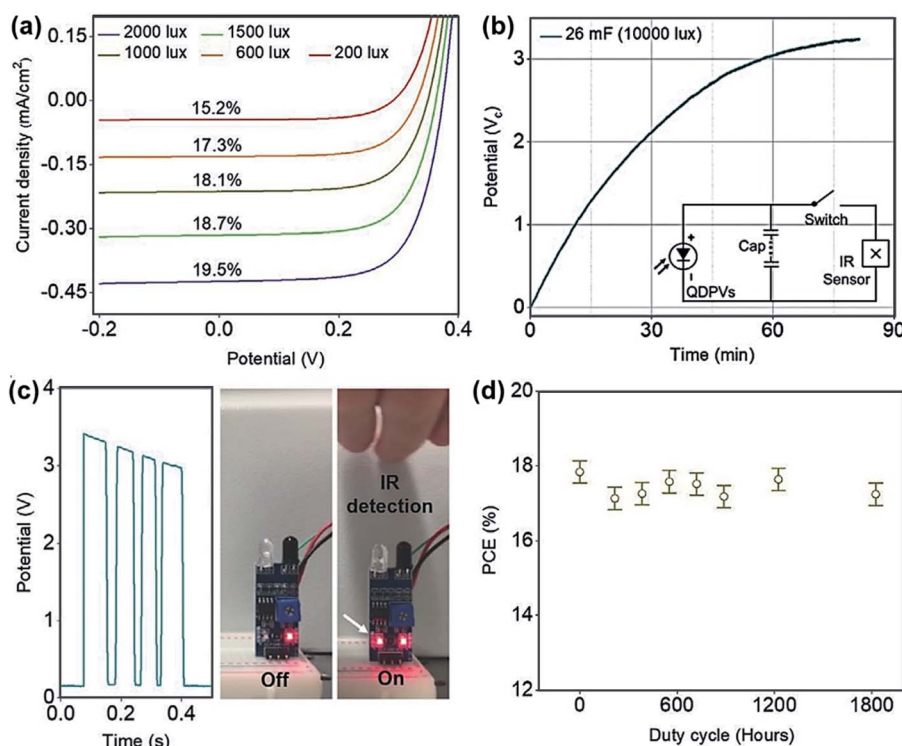 (a)
2000 lux 1500 lux
1000 lux 600 lux 200 lux
0.15
0.00
-0.15
-0.30
-0.45
15.2%
17.3%
18.1%
18.7%
19.5%
-0.2 0.0 0.2 0.4
Current density (mA/cm²)
Potential (V)
(b)
26 mF (10000 lux)
3
2
1
0
Potential (Vc)
Switch
Cap
+
-
QDPVs
IR
Sensor
0 30 60 90
Time (min)
(c)
4
3
2
1
0
Potential (V)
0.0 0.2 0.4
Time (s)
Off
IR
detection
On
(d)
20
18
16
14
12
PCE (%)
0 600 1200 1800
Duty cycle (Hours)